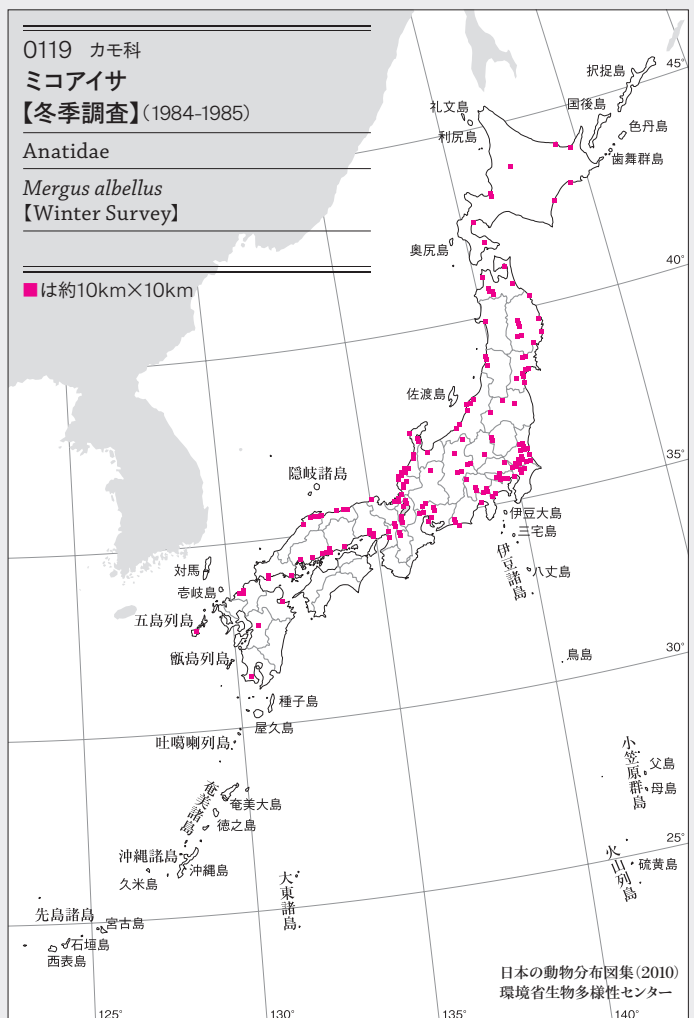 0119 カモ科
ミコアイサ
【冬季調査】(1984-1985)
Anatidae
Mergus albellus
【Winter Survey】
■は約10km×10km
択捉島
45°
礼文島
国後島
利尻島
色丹島
歯舞群島
奥尻島
40°
佐渡島
35°
隠岐諸島
伊豆大島
三宅島
対馬
伊豆諸島
八丈島
壱岐島
五島列島
30°
甑島列島
鳥島
種子島
屋久島
吐噶喇列島
小笠原群島
父島
母島
奄美諸島
奄美大島
徳之島
25°
沖縄諸島
沖縄島
火山列島
硫黄島
久米島
大東諸島
先島諸島
宮古島
石垣島
西表島
日本の動物分布図集(2010)
環境省生物多様性センター
125°
130°
135°
140°